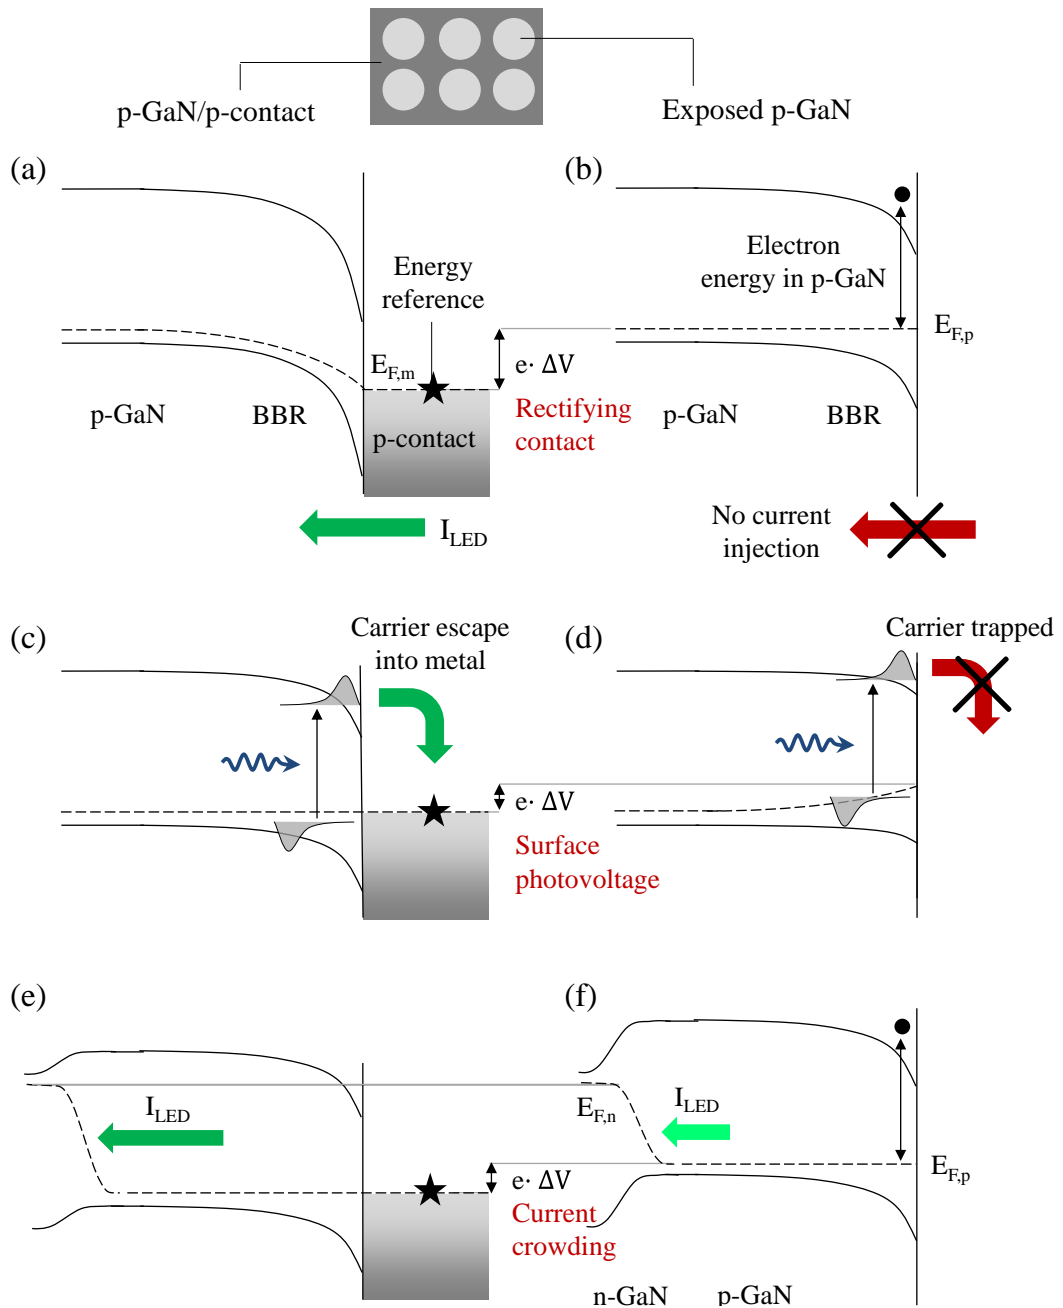 p-GaN/p-contact
Exposed p-GaN
(a)
Energy
reference
E_F,m
p-GaN
BBR
p-contact
e· ΔV
Rectifying
contact
I_LED
(b)
Electron
energy in p-GaN
E_F,p
p-GaN
BBR
No current
injection
(c)
Carrier escape
into metal
e· ΔV
Surface
photovoltage
(d)
Carrier trapped
(e)
I_LED
e· ΔV
Current
crowding
(f)
E_F,n
I_LED
E_F,p
n-GaN
p-GaN